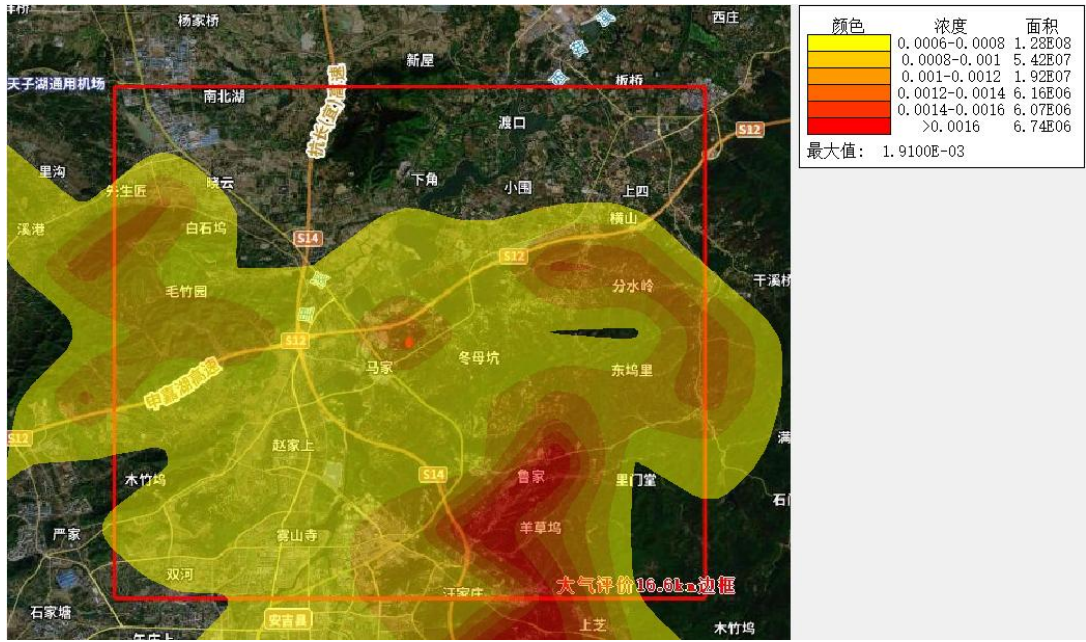 杨家桥
西庄
新屋
板桥
天子湖通用机场
南北湖
杭长(宜)高速
渡口
S12
里沟
先生匠
晓云
下角
小围
上四
溪港
白石坞
S14
横山
S12
毛竹园
分水岭
干溪桥
S12
马家
冬母坑
东坞里
申嘉湖高速
S12
赵家上
S14
木竹坞
鲁家
里门堂
严家
雾山寺
羊草坞
双河
汪家庄
大气评价16.6km边框
石家塘
安吉县
上芝
木竹坞
颜色 浓度 面积
0.0006-0.0008 1.28E08
0.0008-0.001 5.42E07
0.001-0.0012 1.92E07
0.0012-0.0014 6.16E06
0.0014-0.0016 6.07E06
>0.0016 6.74E06
最大值: 1.9100E-03